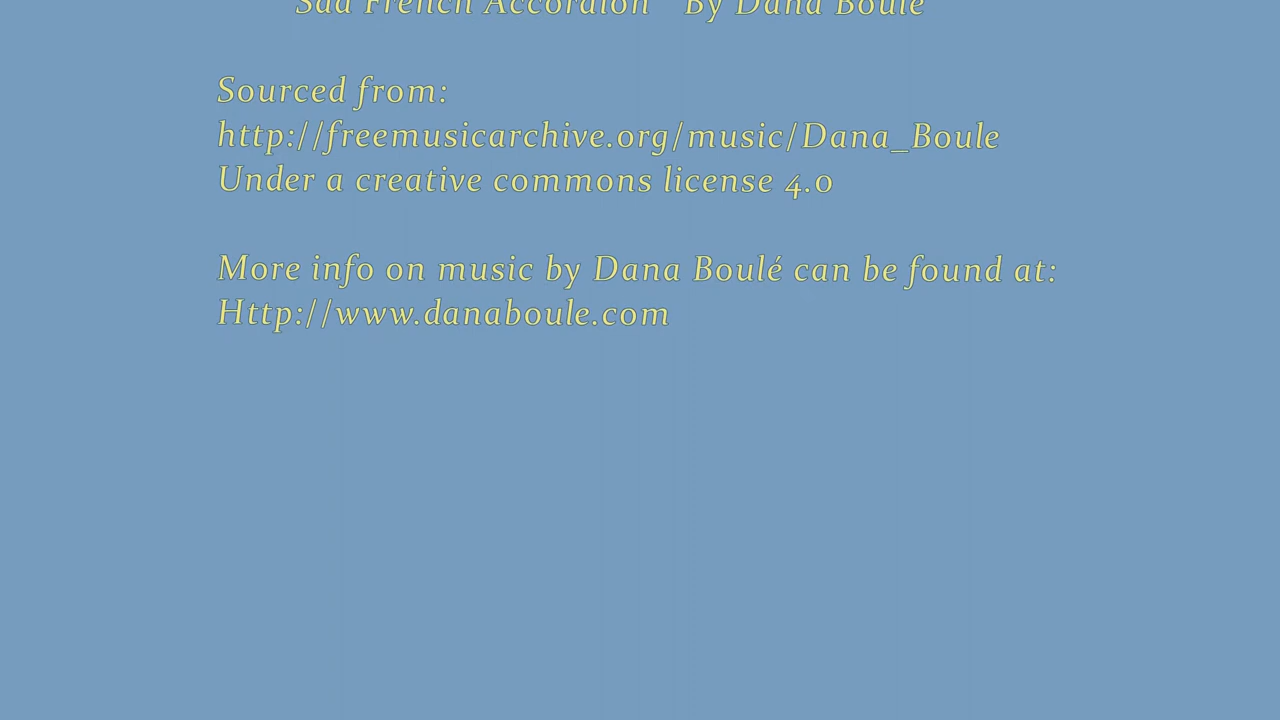 Sad French Accordion By Dana Boulé
Sourced from:
http://freemusicarchive.org/music/Dana_Boule
Under a creative commons license 4.0
More info on music by Dana Boulé can be found at:
Http://www.danaboule.com